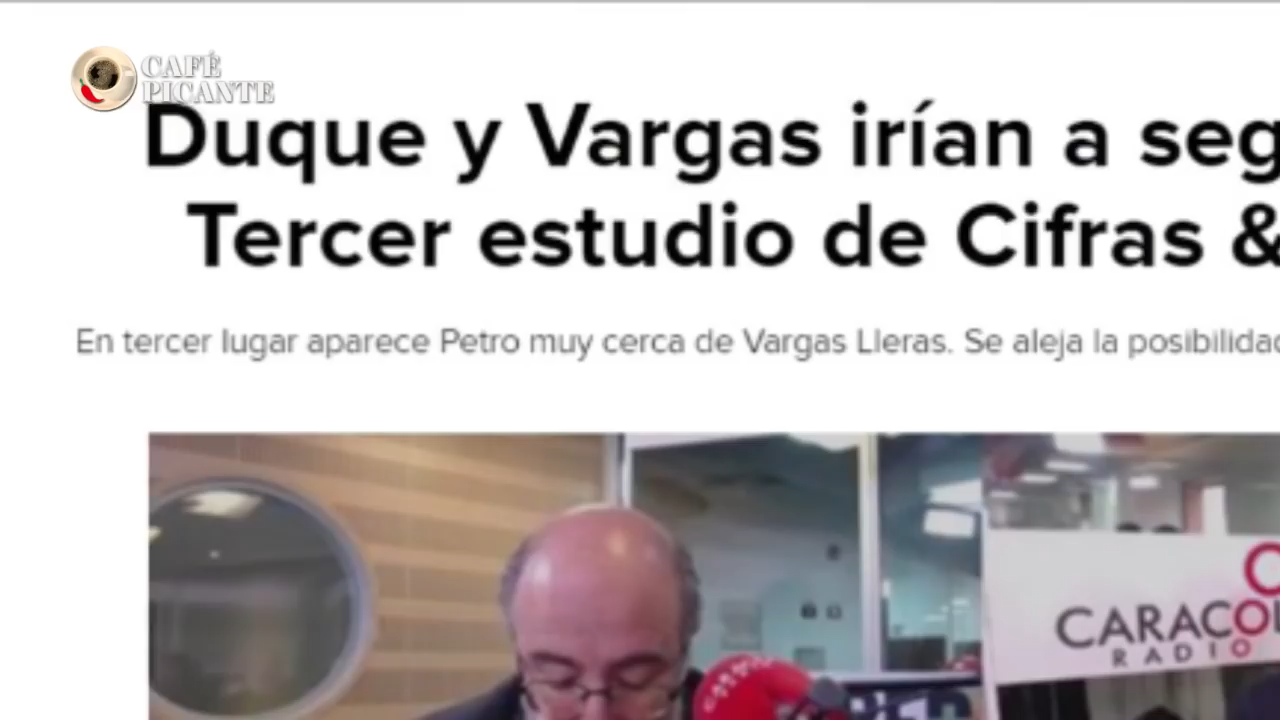 CAFÉ
PICANTE
Duque y Vargas irían a seg
Tercer estudio de Cifras &
En tercer lugar aparece Petro muy cerca de Vargas Lleras. Se aleja la posibilidad
CARACOL
RADIO